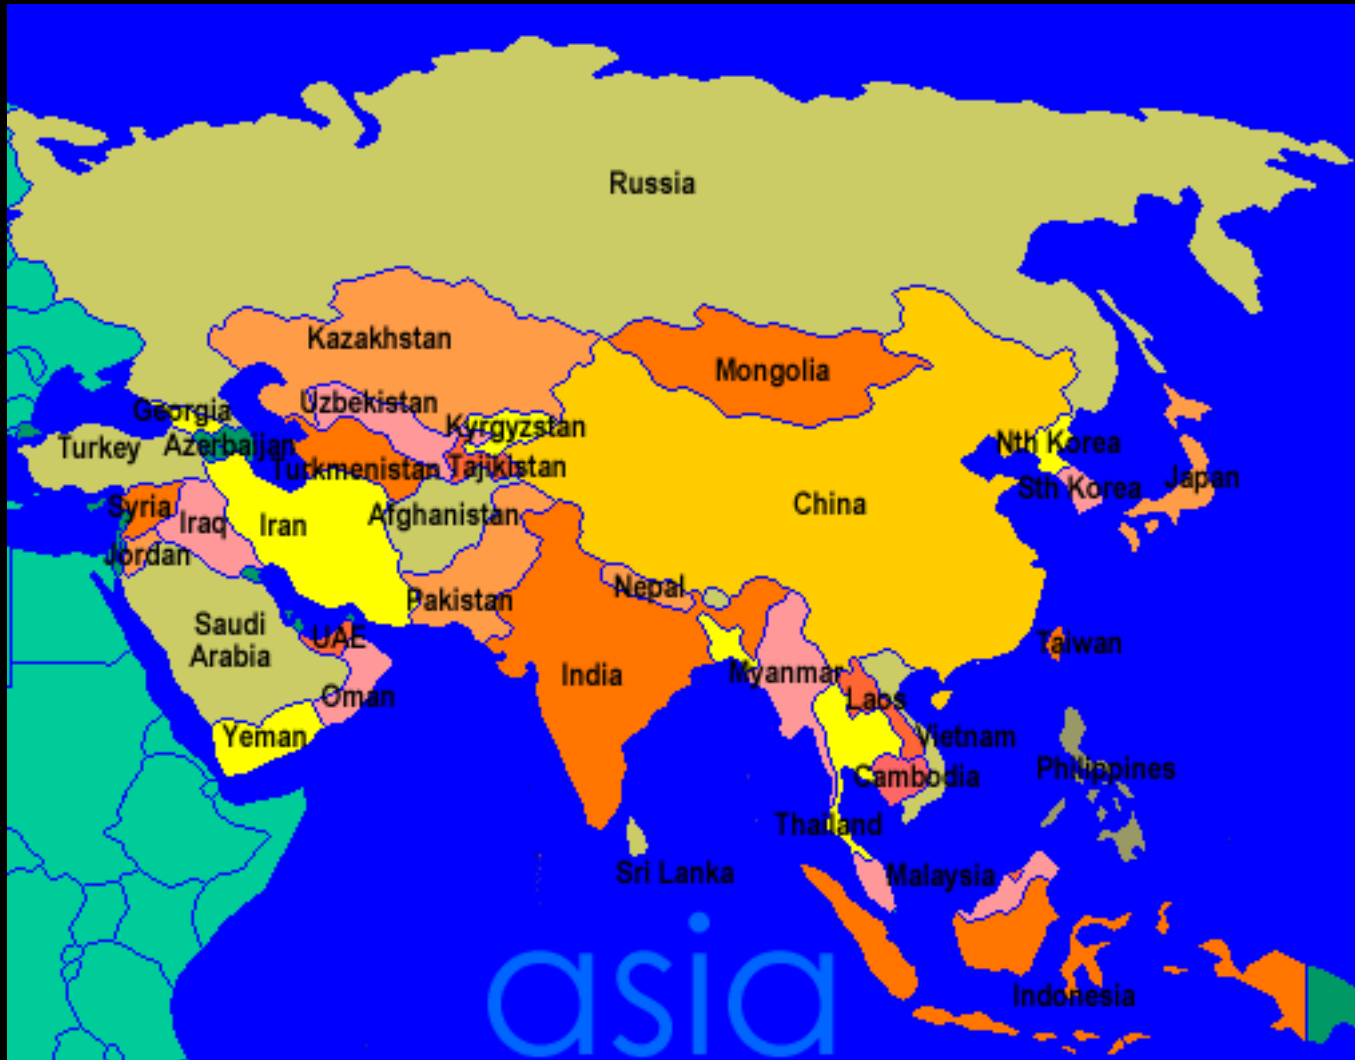 Russia
Kazakhstan
Mongolia
Uzbekistan
Georgia
Kyrgyzstan
Turkey
Azerbaijan
Nth Korea
Turkmenistan
Tajikistan
Japan
Sth Korea
Syria
Iraq
Iran
Afghanistan
China
Jordan
Nepal
Pakistan
Saudi
Arabia
UAE
Taiwan
India
Myanmar
Oman
Laos
Yeman
Vietnam
Philippines
Cambodia
Thailand
Sri Lanka
Malaysia
asia
Indonesia